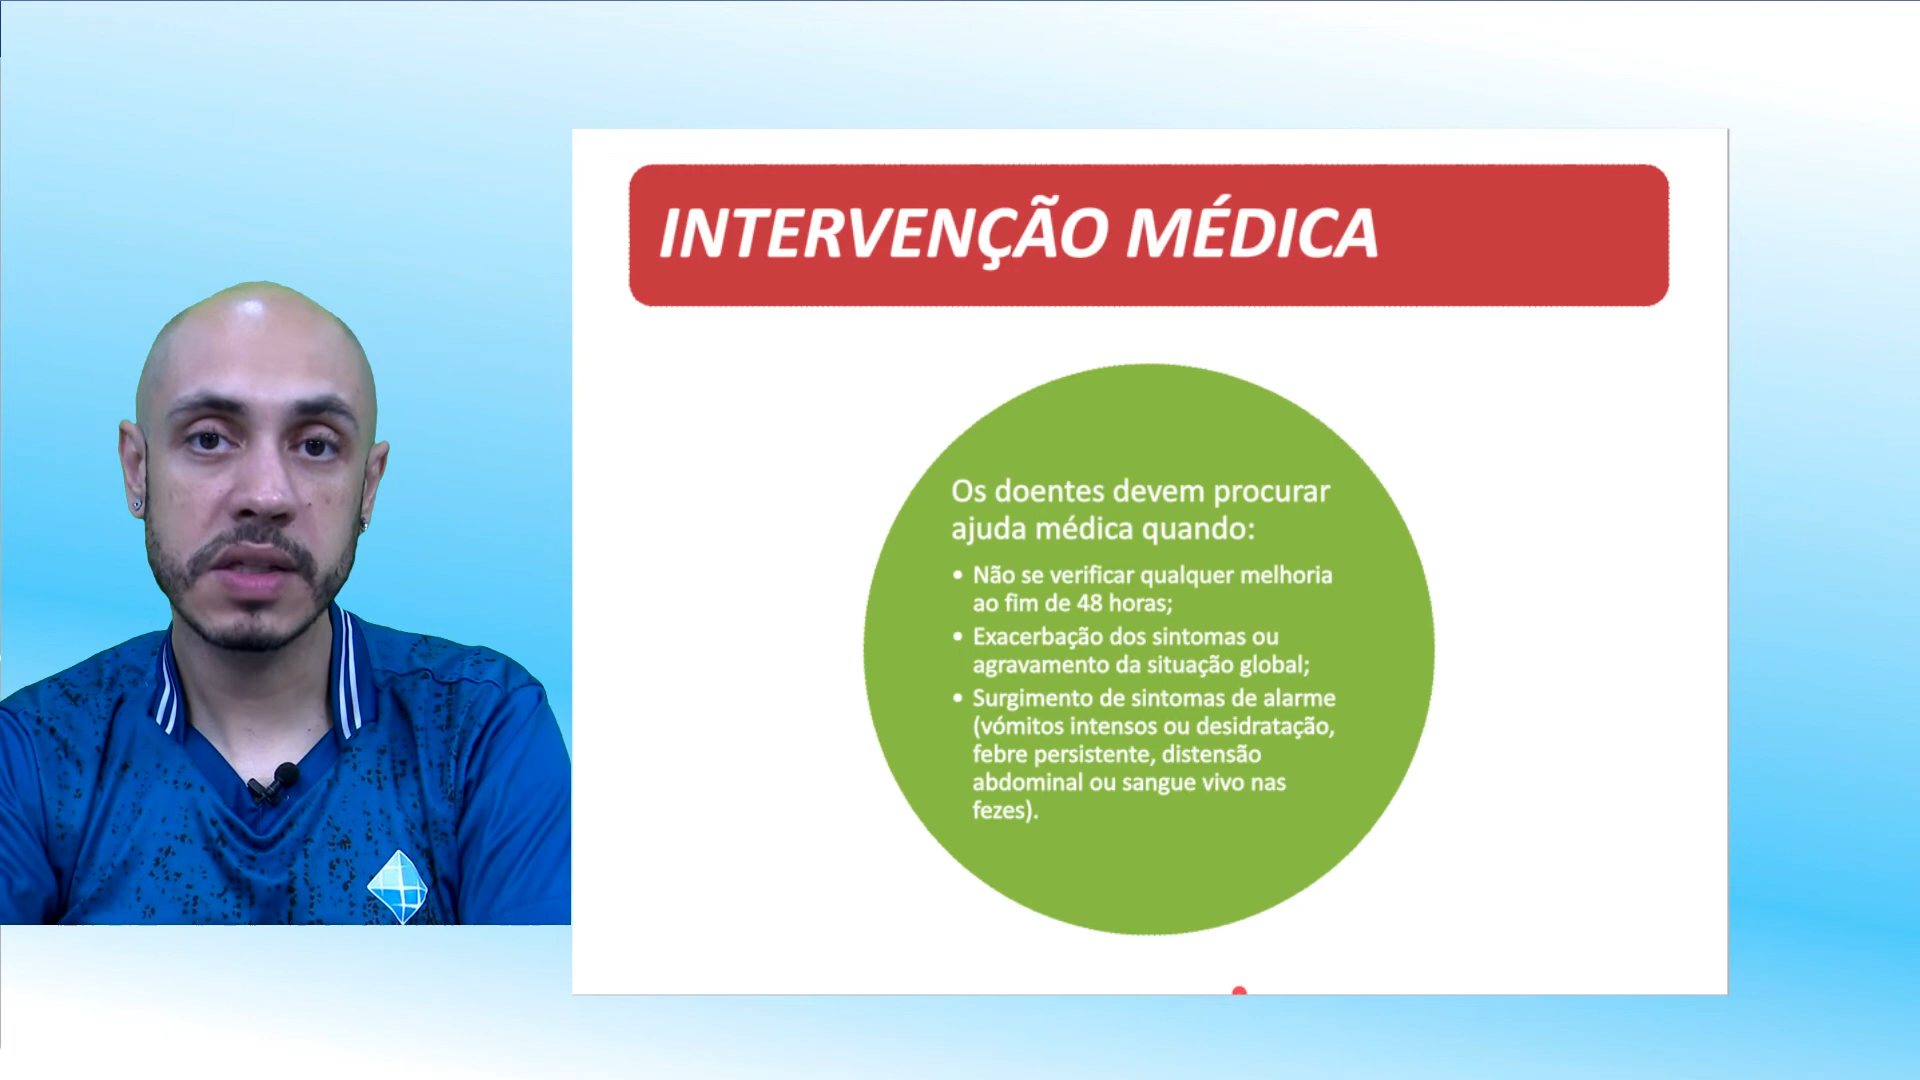 INTERVENÇÃO MÉDICA
Os doentes devem procurar
ajuda médica quando:
• Não se verificar qualquer melhoria
ao fim de 48 horas;
• Exacerbação dos sintomas ou
agravamento da situação global;
• Surgimento de sintomas de alarme
(vómitos intensos ou desidratação,
febre persistente, distensão
abdominal ou sangue vivo nas
fezes).